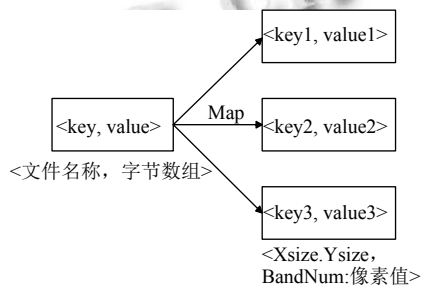 <key1, value1>
<key, value>
Map
<key2, value2>
<文件名称，字节数组>
<key3, value3>
<Xsize.Ysize，
BandNum:像素值>